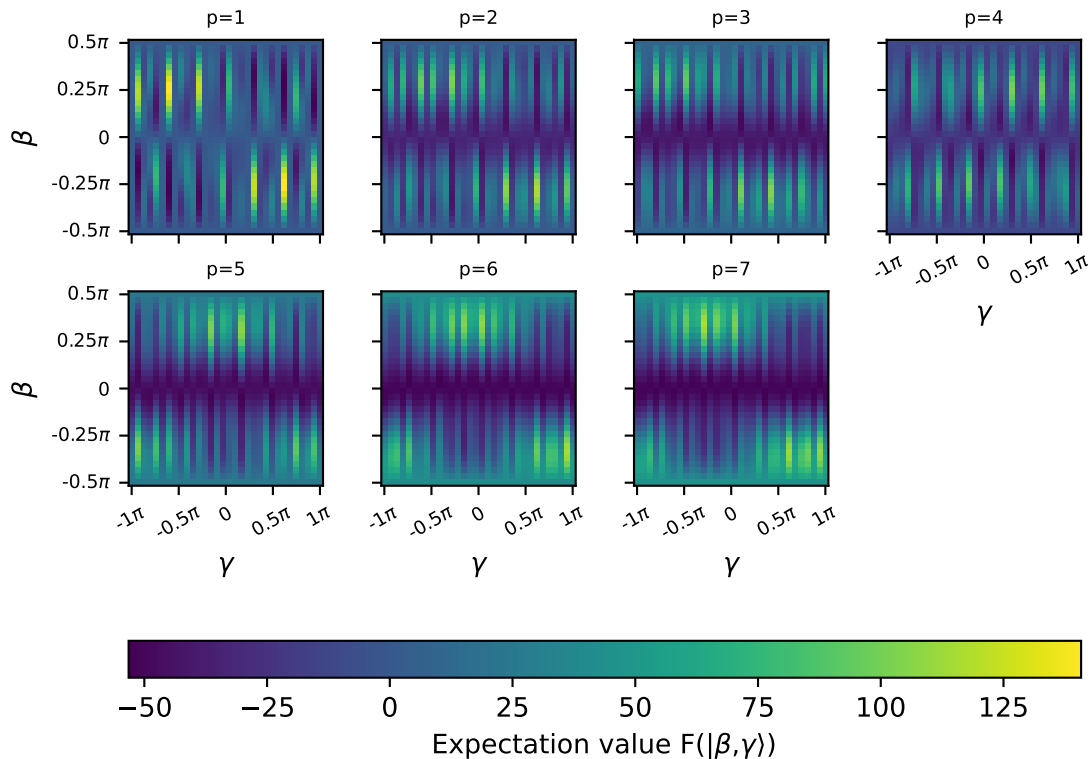 p=1 p=2 p=3 p=4
0.5π
0.25π
0
-0.25π
-0.5π
β
-1π -0.5π 0 0.5π 1π
γ
p=5 p=6 p=7
0.5π
0.25π
0
-0.25π
-0.5π
β
-1π -0.5π 0 0.5π 1π -1π -0.5π 0 0.5π 1π -1π -0.5π 0 0.5π 1π
γ γ γ
−50 −25 0 25 50 75 100 125
Expectation value F(|β,γ⟩)